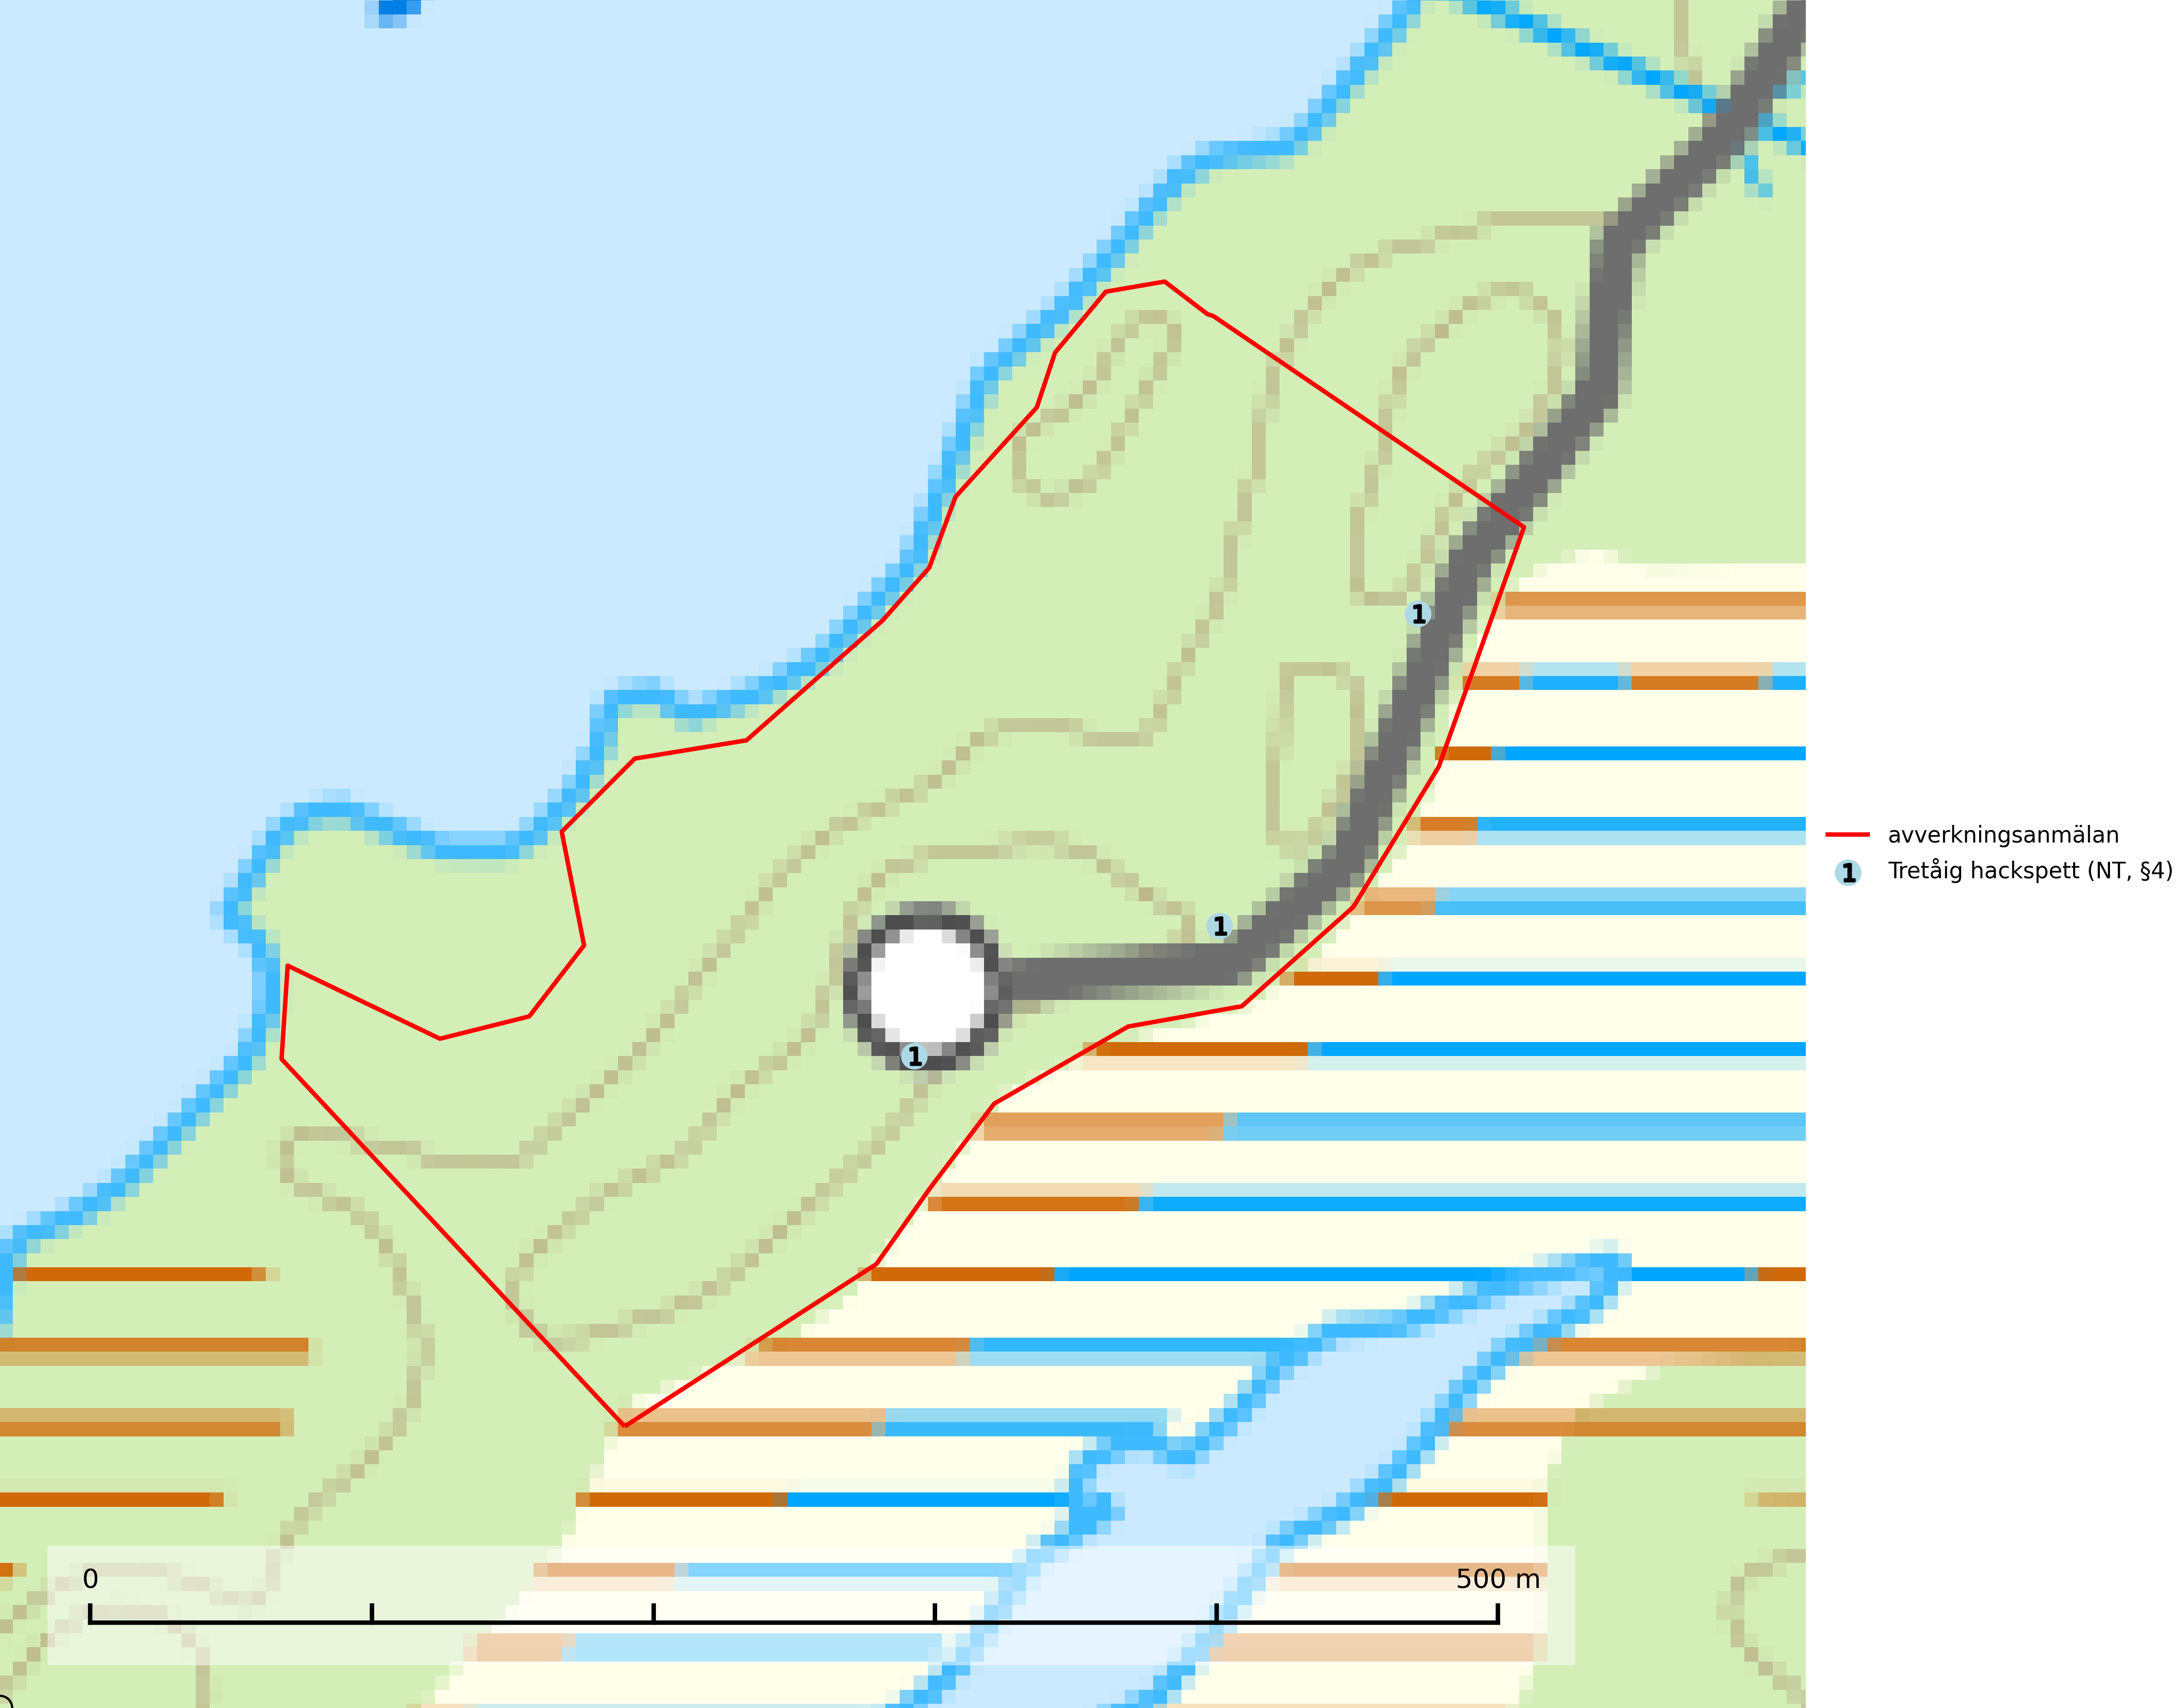 1
1
1
avverkningsanmälan
1 Tretåig hackspett (NT, §4)
0 500 m